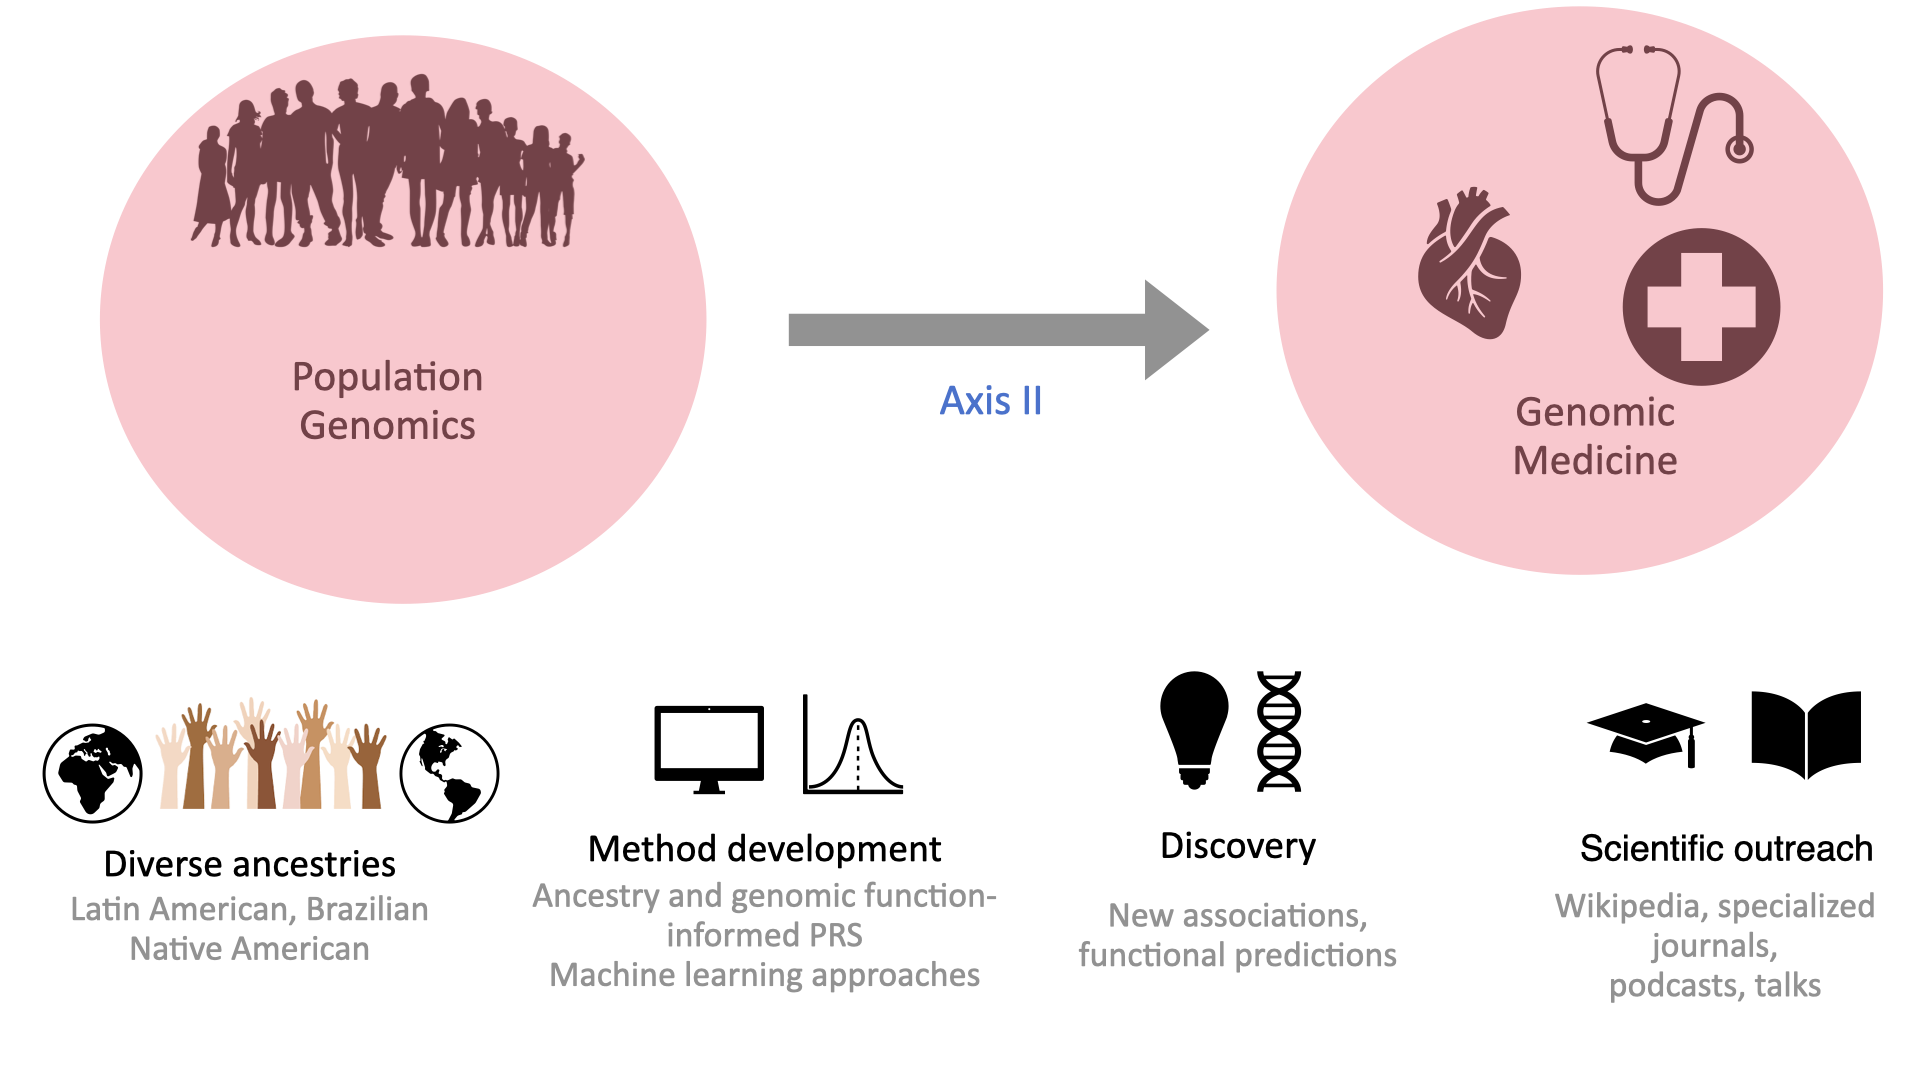 Population
Genomics
Axis II
Genomic
Medicine
Diverse ancestries
Latin American, Brazilian
Native American
Method development
Ancestry and genomic function-
informed PRS
Machine learning approaches
Discovery
New associations,
functional predictions
Scientific outreach
Wikipedia, specialized
journals,
podcasts, talks